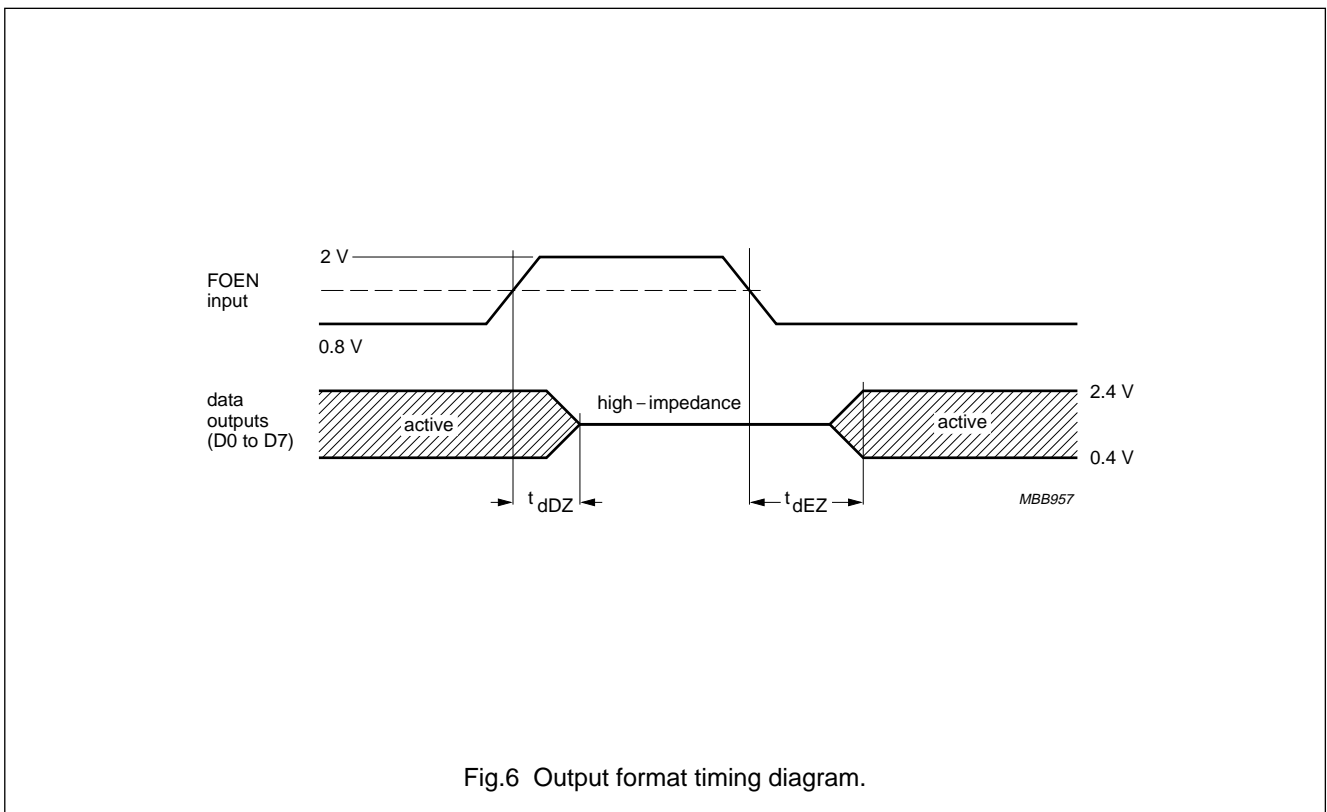 2 V
FOEN
input
0.8 V
data
outputs
(D0 to D7)
active
high – impedance
active
2.4 V
0.4 V
t dDZ
t dEZ
MBB957
Fig.6 Output format timing diagram.